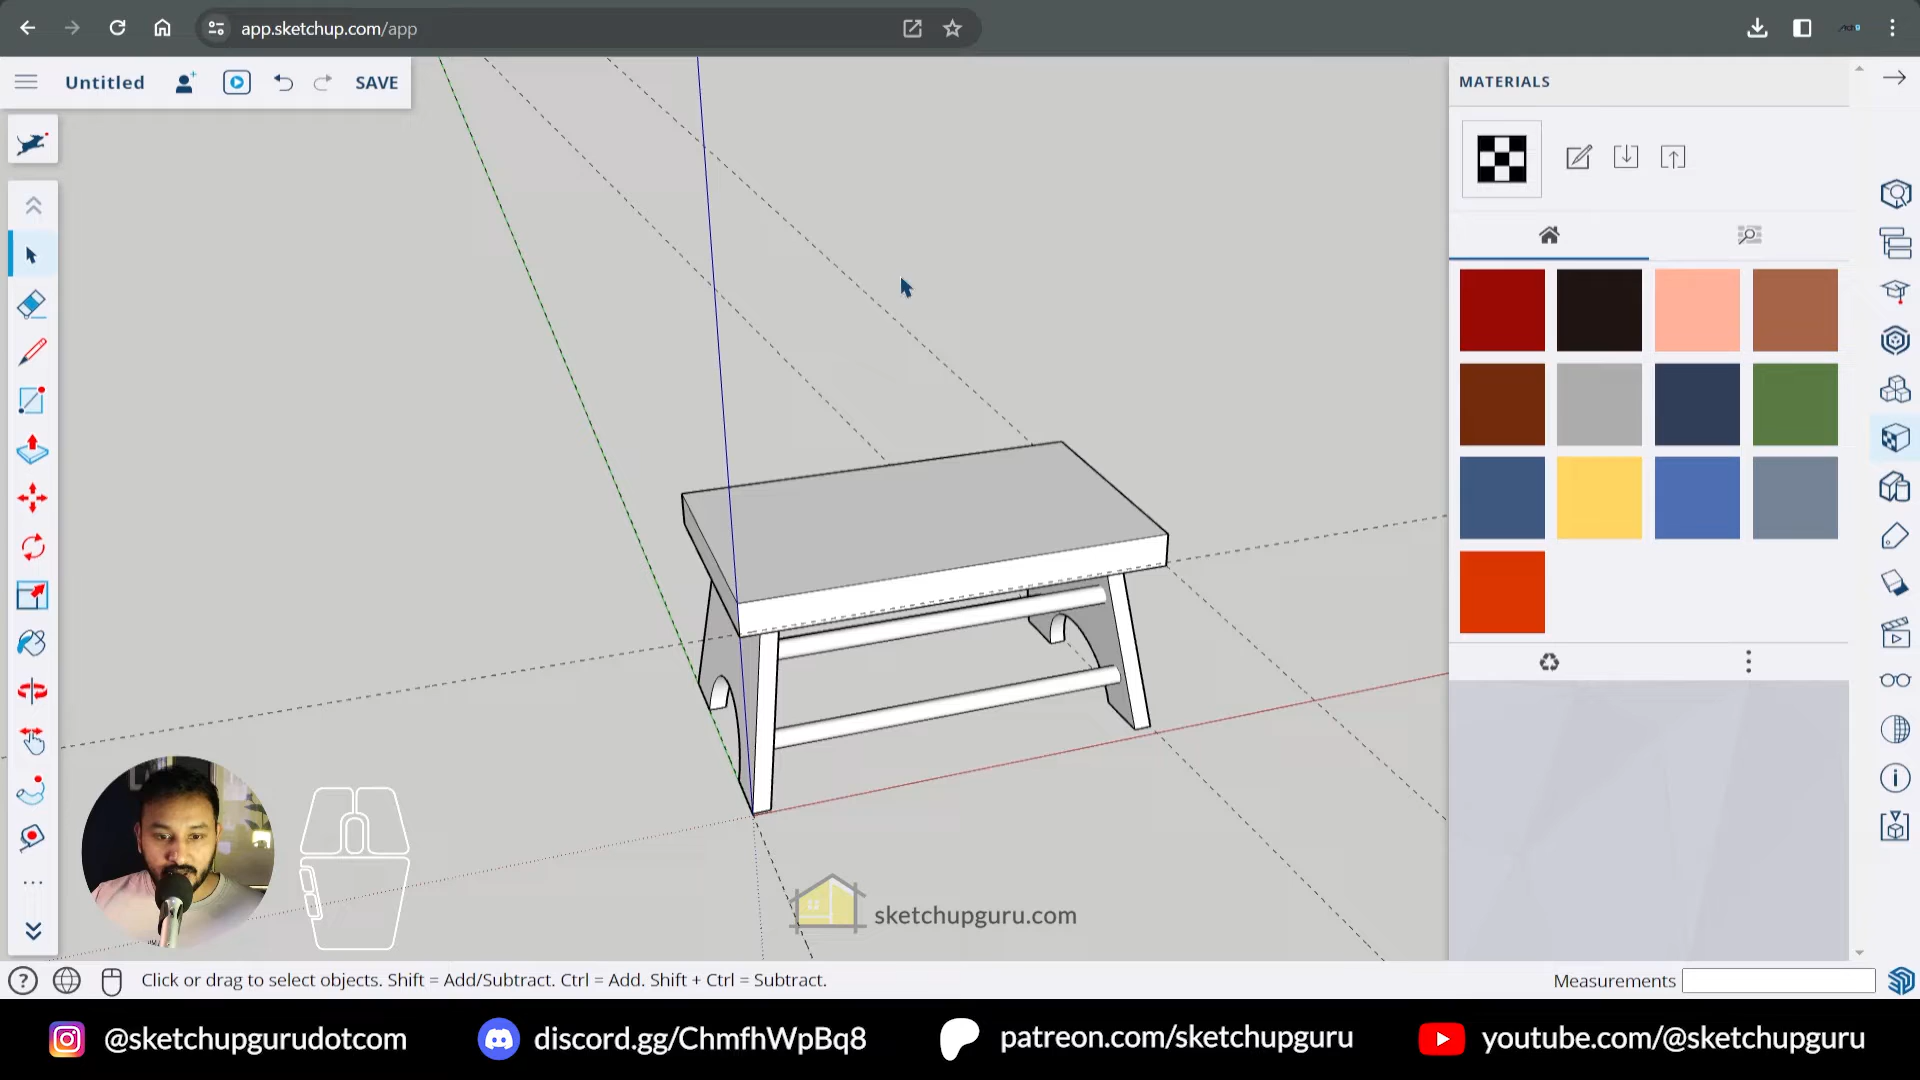 app.sketchup.com/app
Untitled
SAVE
MATERIALS
sketchupguru.com
Click or drag to select objects. Shift = Add/Subtract. Ctrl = Add. Shift + Ctrl = Subtract.
Measurements
@sketchupgurudotcom
discord.gg/ChmfhWpBq8
patreon.com/sketchupguru
youtube.com/@sketchupguru